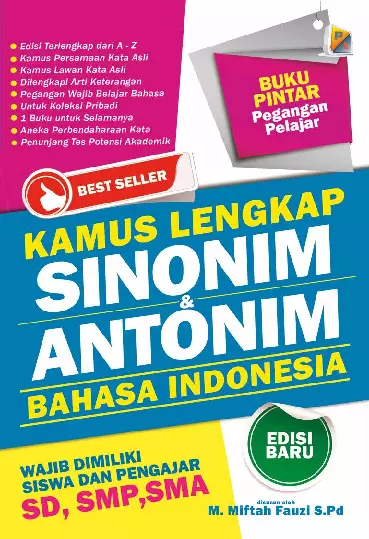 Edisi Terlengkap dari A - Z
Kamus Persamaan Kata Asli
Kamus Lawan Kata Asli
Dilengkapi Arti Keterangan
Pegangan Wajib Belajar Bahasa
Untuk Koleksi Pribadi
1 Buku untuk Selamanya
Aneka Perbendaharaan Kata
Penunjang Tes Potensi Akademik
BUKU
PINTAR
Pegangan
Pelajar
BEST SELLER
KAMUS LENGKAP
SINONIM
&
ANTONIM
BAHASA INDONESIA
EDISI
BARU
WAJIB DIMILIKI
SISWA DAN PENGAJAR
SD, SMP,SMA
disusun oleh
M. Miftah Fauzi S.Pd